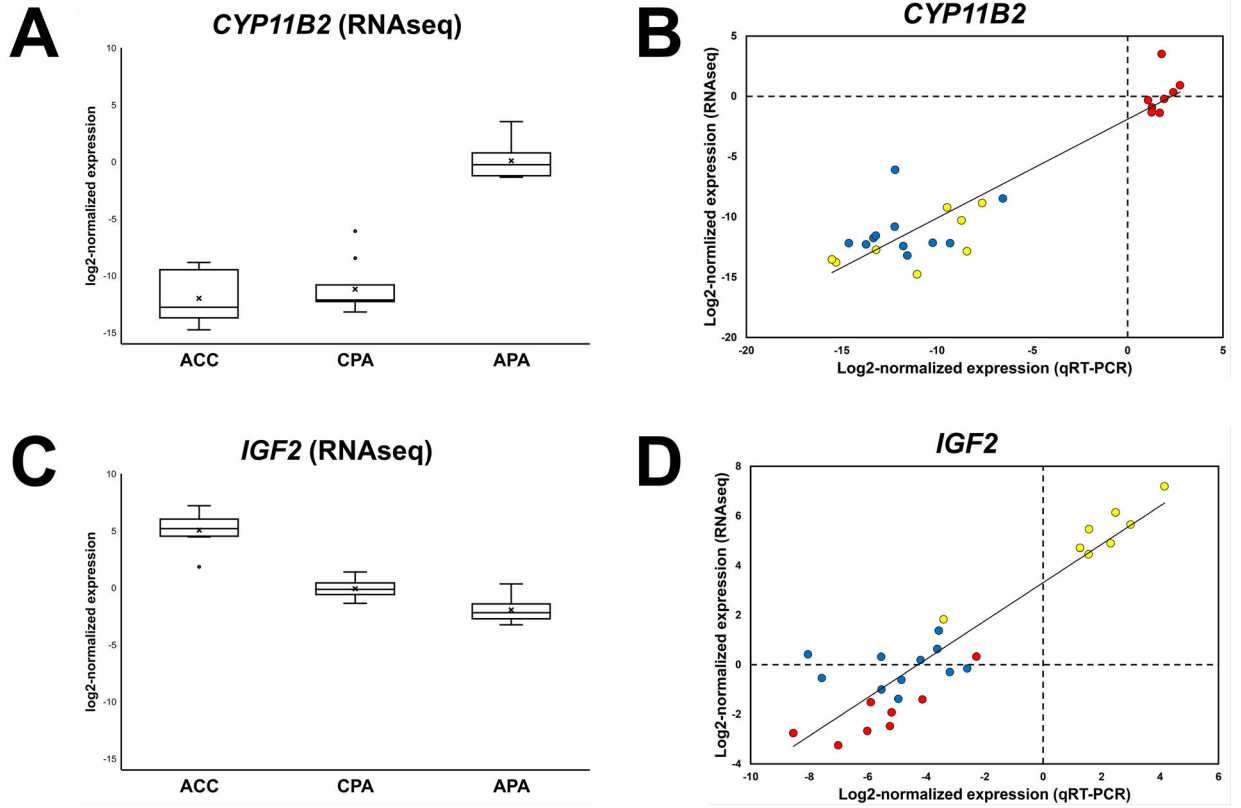 A
CYP11B2 (RNAseq)
log2-normalized expression
10
5
0
-5
-10
-15
ACC
CPA
APA
B
CYP11B2
Log2-normlized expression (RNAseq)
5
0
-5
-10
-15
-20
-20
-15
-10
-5
0
5
Log2-normalized expression (qRT-PCR)
C
IGF2 (RNAseq)
log2-normalized expression
10
5
0
-5
-10
-15
ACC
CPA
APA
D
IGF2
Log2-normalized expression (RNAseq)
8
6
4
2
0
-2
-4
-10
-8
-6
-4
-2
0
2
4
6
Log2-normalized expression (qRT-PCR)